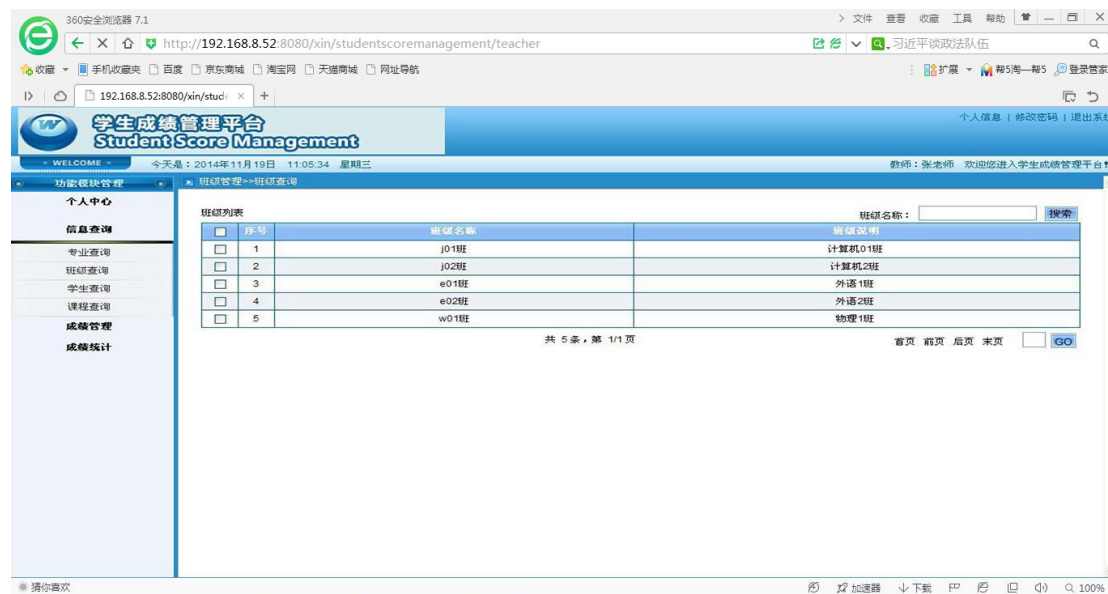 360安全浏览器 7.1
文件 查看 收藏 工具 帮助
http://192.168.8.52:8080/xin/studentscoremanagement/teacher
习近平谈政法队伍
收藏 手机收藏夹 百度 京东商城 淘宝网 天猫商城 网址导航
扩展 帮5淘—帮5 登录管家
192.168.8.52:8080/xin/stud
学生成绩管理平台
Student Score Management
个人信息 | 修改密码 | 退出系统
WELCOME
今天是:2014年11月19日 11:05:34 星期三
教师:张老师 欢迎您进入学生成绩管理平台!
功能模块管理
班级管理>>班级查询
个人中心
信息查询
专业查询
班级查询
学生查询
课程查询
成绩管理
成绩统计
班级列表
班级名称: 搜索
序号 班级名称 班级说明
1 j01班 计算机01班
2 j02班 计算机2班
3 e01班 外语1班
4 e02班 外语2班
5 w01班 物理1班
共 5条,第 1/1页
首页 前页 后页 末页 GO
猜你喜欢
加速器 下载 100%